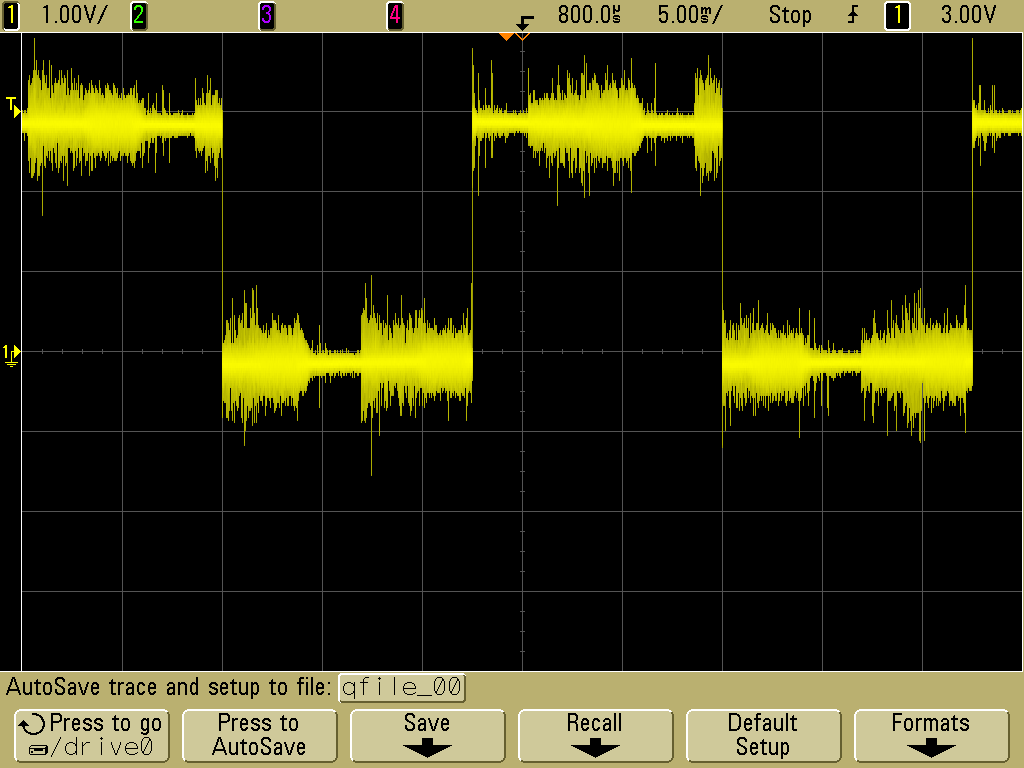 1 1.00V/ 2 3 4 800.0µs 5.00ms/ Stop 1 3.00V
T
1
AutoSave trace and setup to file: qfile_00
Press to go
/drive0
Press to
AutoSave
Save
Recall
Default
Setup
Formats